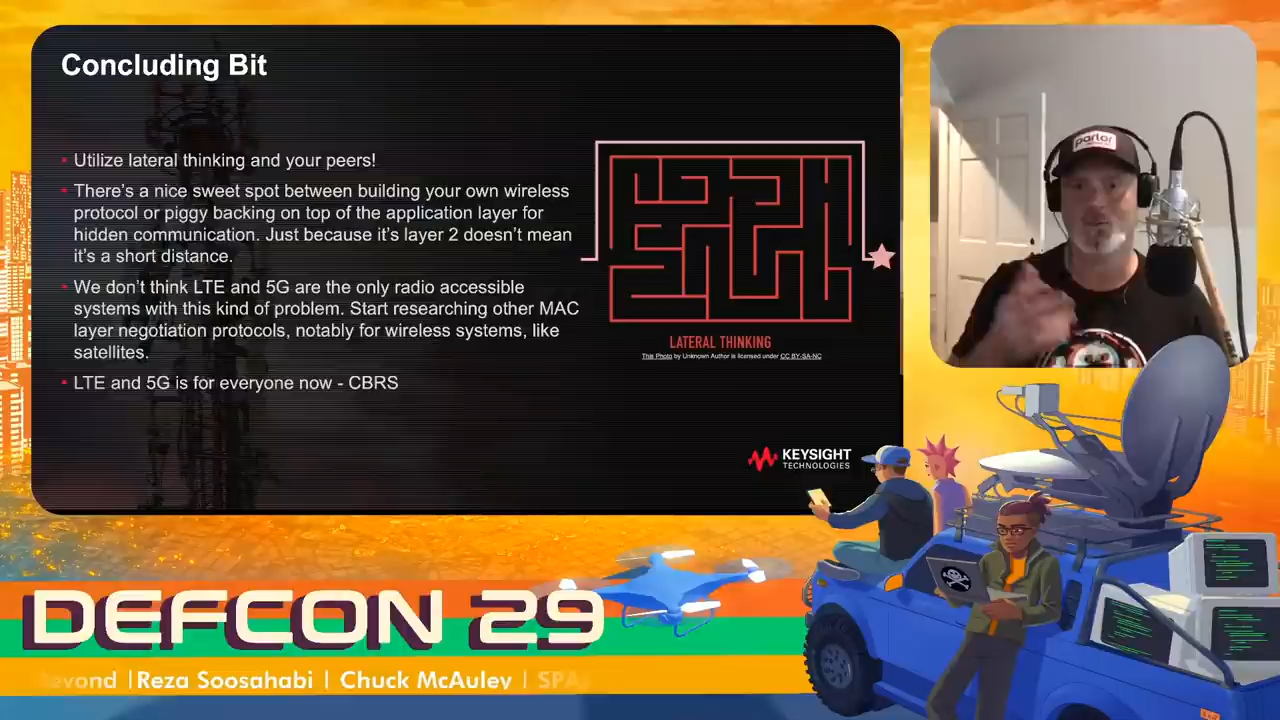 Concluding Bit
Utilize lateral thinking and your peers!
There's a nice sweet spot between building your own wireless
protocol or piggy backing on top of the application layer for
hidden communication. Just because it's layer 2 doesn't mean
it's a short distance.
We don't think LTE and 5G are the only radio accessible
systems with this kind of problem. Start researching other MAC
layer negotiation protocols, notably for wireless systems, like
satellites.
LTE and 5G is for everyone now - CBRS
LATERAL THINKING
This Photo by Unknown Author is licensed under CC BY-SA-NC
KEYSIGHT
TECHNOLOGIES
parlor
DEFCON 29
evond | Reza Soosahabi | Chuck McAuley | SPA